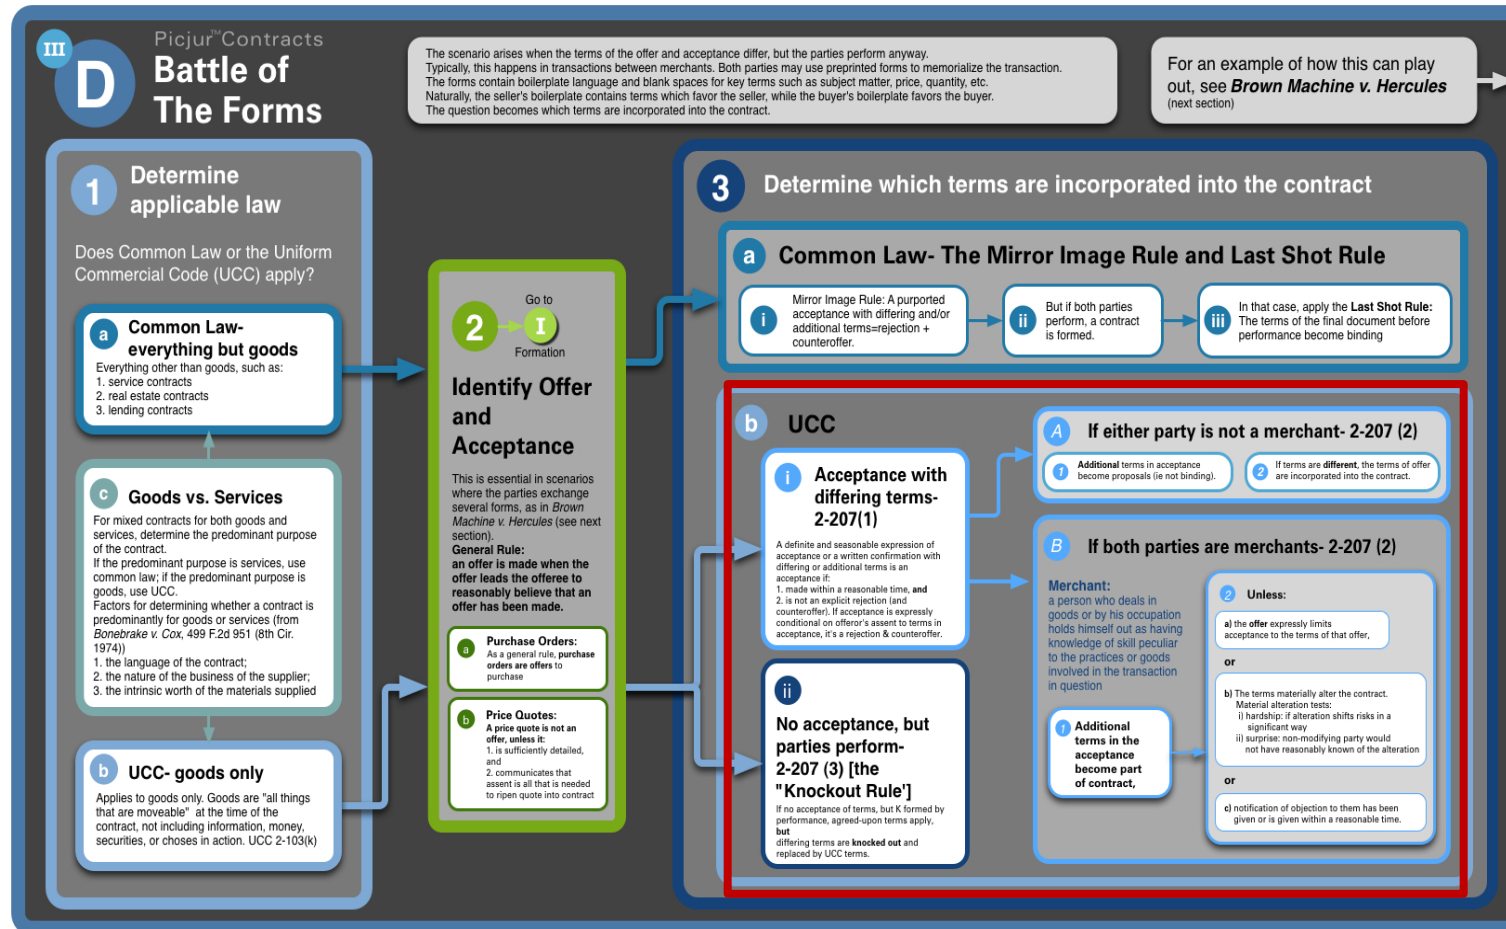 III
D
Picjur™Contracts
Battle of
The Forms
The scenario arises when the terms of the offer and acceptance differ, but the parties perform anyway.
Typically, this happens in transactions between merchants. Both parties may use preprinted forms to memorialize the transaction.
The forms contain boilerplate language and blank spaces for key terms such as subject matter, price, quantity, etc.
Naturally, the seller's boilerplate contains terms which favor the seller, while the buyer's boilerplate favors the buyer.
The question becomes which terms are incorporated into the contract.
For an example of how this can play
out, see Brown Machine v. Hercules
(next section)
1
Determine
applicable law
Does Common Law or the Uniform
Commercial Code (UCC) apply?
a
Common Law-
everything but goods
Everything other than goods, such as:
1. service contracts
2. real estate contracts
3. lending contracts
c
Goods vs. Services
For mixed contracts for both goods and
services, determine the predominant purpose
of the contract.
If the predominant purpose is services, use
common law; if the predominant purpose is
goods, use UCC.
Factors for determining whether a contract is
predominantly for goods or services (from
Bonebrake v. Cox, 499 F.2d 951 (8th Cir.
1974))
1. the language of the contract;
2. the nature of the business of the supplier;
3. the intrinsic worth of the materials supplied
b
UCC- goods only
Applies to goods only. Goods are "all things
that are moveable" at the time of the
contract, not including information, money,
securities, or choses in action. UCC 2-103(k)
2
Go to
I
Formation
Identify Offer
and
Acceptance
This is essential in scenarios
where the parties exchange
several forms, as in Brown
Machine v. Hercules (see next
section).
General Rule:
an offer is made when the
offer leads the offeree to
reasonably believe that an
offer has been made.
a
Purchase Orders:
As a general rule, purchase
orders are offers to
purchase
b
Price Quotes:
A price quote is not an
offer, unless it:
1. is sufficiently detailed,
and
2. communicates that
assent is all that is needed
to ripen quote into contract
3
Determine which terms are incorporated into the contract
a
Common Law- The Mirror Image Rule and Last Shot Rule
i
Mirror Image Rule: A purported
acceptance with differing and/or
additional terms=rejection +
counteroffer.
ii
But if both parties
perform, a contract
is formed.
iii
In that case, apply the Last Shot Rule:
The terms of the final document before
performance become binding
b
UCC
i
Acceptance with
differing terms-
2-207(1)
A definite and seasonable expression of
acceptance or a written confirmation with
differing or additional terms is an
acceptance if:
1. made within a reasonable time, and
2. is not an explicit rejection (and
counteroffer). If acceptance is expressly
conditional on offeror's assent to terms in
acceptance, it's a rejection & counteroffer.
ii
No acceptance, but
parties perform-
2-207 (3) [the
"Knockout Rule']
If no acceptance of terms, but K formed by
performance, agreed-upon terms apply,
but
differing terms are knocked out and
replaced by UCC terms.
A
If either party is not a merchant- 2-207 (2)
1
Additional terms in acceptance
become proposals (ie not binding).
2
If terms are different, the terms of offer
are incorporated into the contract.
B
If both parties are merchants- 2-207 (2)
Merchant:
a person who deals in
goods or by his occupation
holds himself out as having
knowledge of skill peculiar
to the practices or goods
involved in the transaction
in question
1
Additional
terms in the
acceptance
become part
of contract,
2
Unless:
a) the offer expressly limits
acceptance to the terms of that offer,
or
b) The terms materially alter the contract.
Material alteration tests:
i) hardship: if alteration shifts risks in a
significant way
ii) surprise: non-modifying party would
not have reasonably known of the alteration
or
c) notification of objection to them has been
given or is given within a reasonable time.